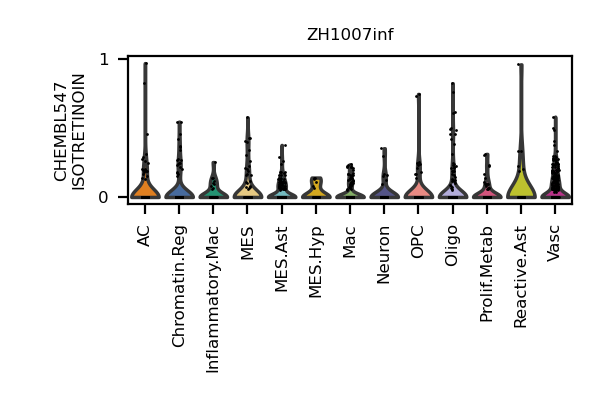 ZH1007inf
CHEMBL547
ISOTRETINOIN
1
0
AC
Chromatin.Reg
Inflammatory.Mac
MES
MES.Ast
MES.Hyp
Mac
Neuron
OPC
Oligo
Prolif.Metab
Reactive.Ast
Vasc